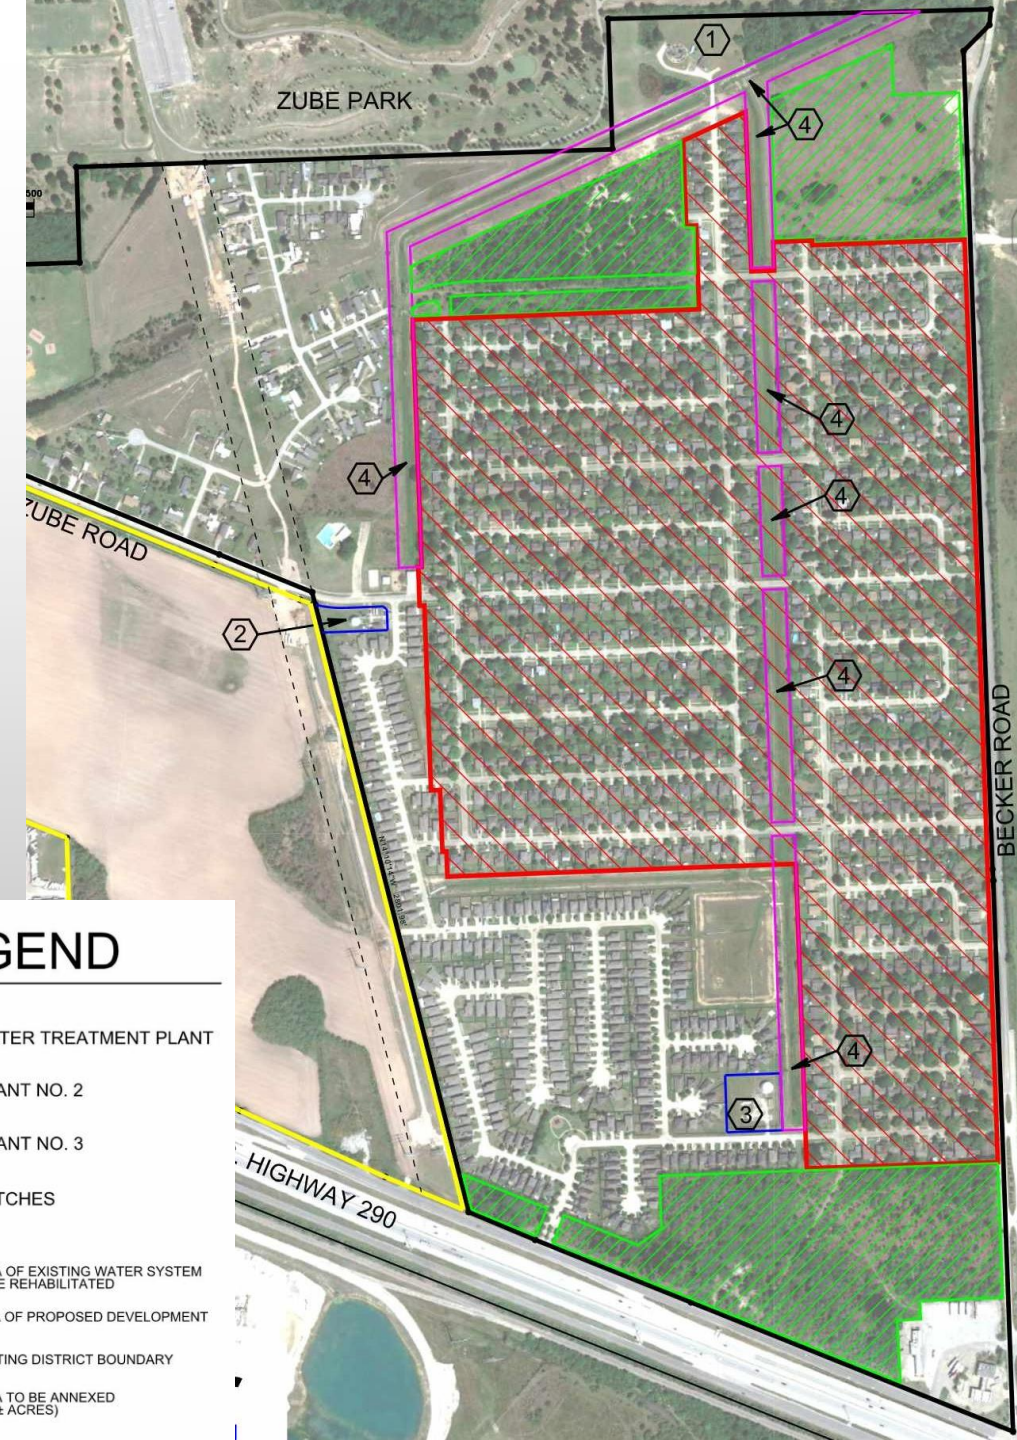 1
ZUBE PARK
4
500
4
4
4
ZUBE ROAD
2
4
BECKER ROAD
GEND
TER TREATMENT PLANT
ANT NO. 2
ANT NO. 3
4
3
TCHES
HIGHWAY 290
A OF EXISTING WATER SYSTEM
E REHABILITATED
OF PROPOSED DEVELOPMENT
TING DISTRICT BOUNDARY
A TO BE ANNEXED
± ACRES)